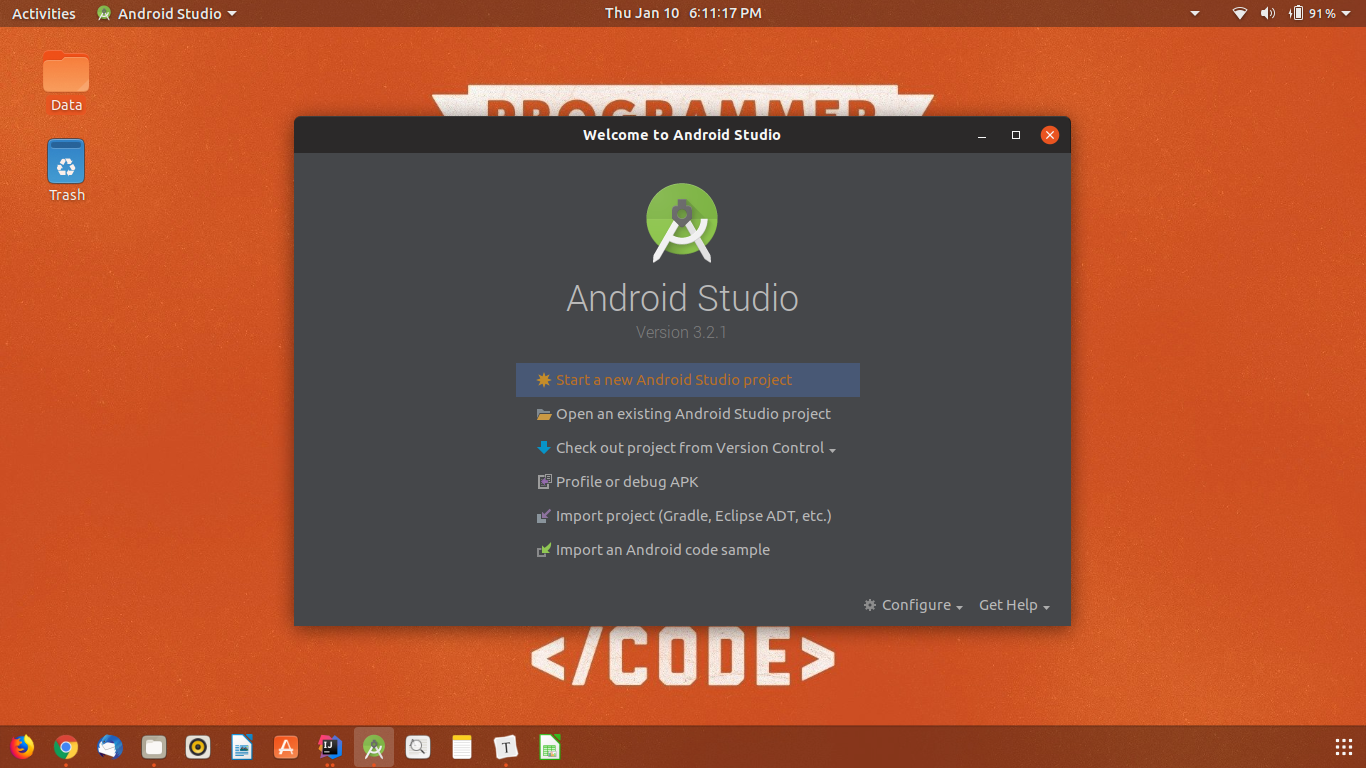 Activities Android Studio Thu Jan 10 6:11:17 PM 91%
Data
Trash
Welcome to Android Studio
Android Studio
Version 3.2.1
Start a new Android Studio project
Open an existing Android Studio project
Check out project from Version Control
Profile or debug APK
Import project (Gradle, Eclipse ADT, etc.)
Import an Android code sample
Configure Get Help
PROGRAMMER
</CODE>
IJ
T